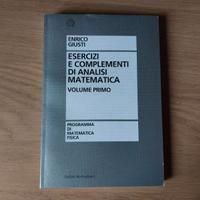 ENRICO
GIUSTI
ESERCIZI
E COMPLEMENTI
DI ANALISI
MATEMATICA
VOLUME PRIMO
PROGRAMMA
DI
MATEMATICA
FISICA